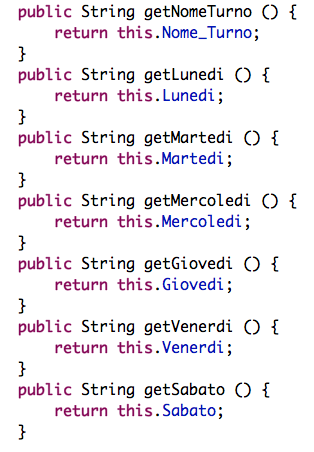 public String getNomeTurno () {
    return this.Nome_Turno;
}
public String getLunedi () {
    return this.Lunedi;
}
public String getMartedi () {
    return this.Martedi;
}
public String getMercoledi () {
    return this.Mercoledi;
}
public String getGiovedi () {
    return this.Giovedi;
}
public String getVenerdi () {
    return this.Venerdi;
}
public String getSabato () {
    return this.Sabato;
}